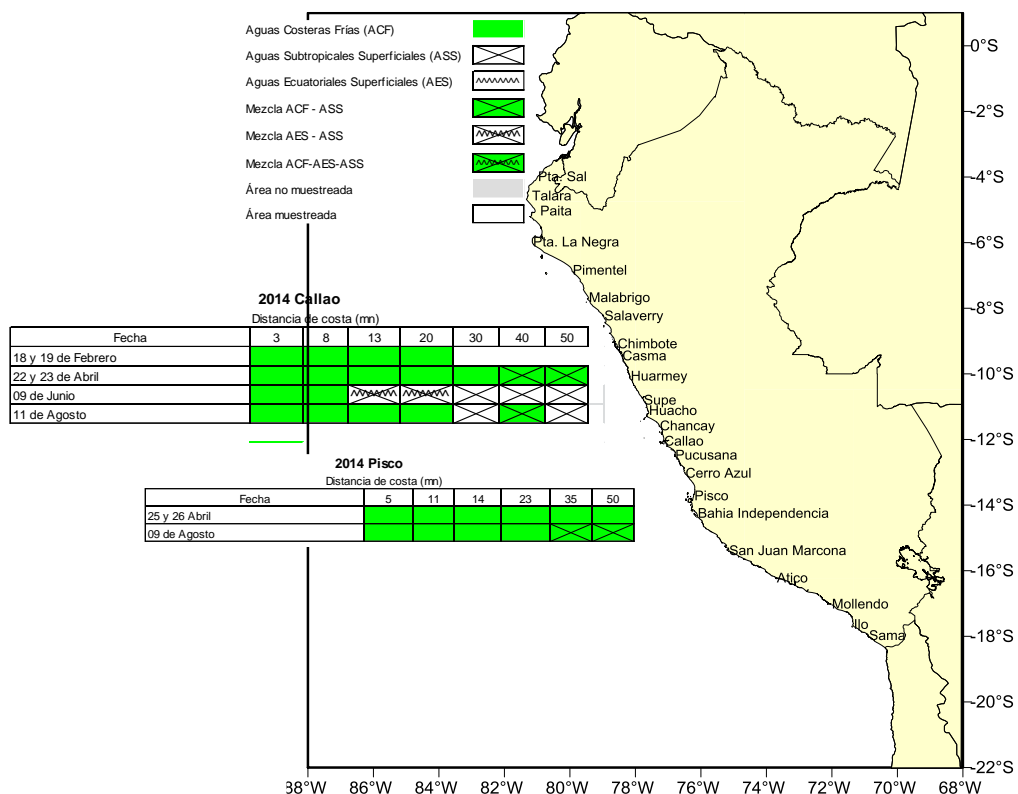 Aguas Costeras Frías (ACF)
Aguas Subtropicales Superficiales (ASS)
Aguas Ecuatoriales Superficiales (AES)
Mezcla ACF - ASS
Mezcla AES - ASS
Mezcla ACF-AES-ASS
Área no muestreada
Área muestreada
0°S
-2°S
-4°S
-6°S
-8°S
-10°S
-12°S
-14°S
-16°S
-18°S
-20°S
-22°S
Pta. Sal
Talara
Paita
Pta. La Negra
Pimentel
Malabrigo
Salaverry
Chimbote
Casma
Huarmey
Supe
Huacho
Chancay
Callao
Pucusana
Cerro Azul
Pisco
Bahia Independencia
San Juan Marcona
Atico
Mollendo
Ilo
Sama
2014 Callao
Distancia de costa (mn)
Fecha 3 8 13 20 30 40 50
18 y 19 de Febrero
22 y 23 de Abril
09 de Junio
11 de Agosto
2014 Pisco
Distancia de costa (mn)
Fecha 5 11 14 23 35 50
25 y 26 Abril
09 de Agosto
38°W 86°W 84°W 82°W 80°W 78°W 76°W 74°W 72°W 70°W 68°W